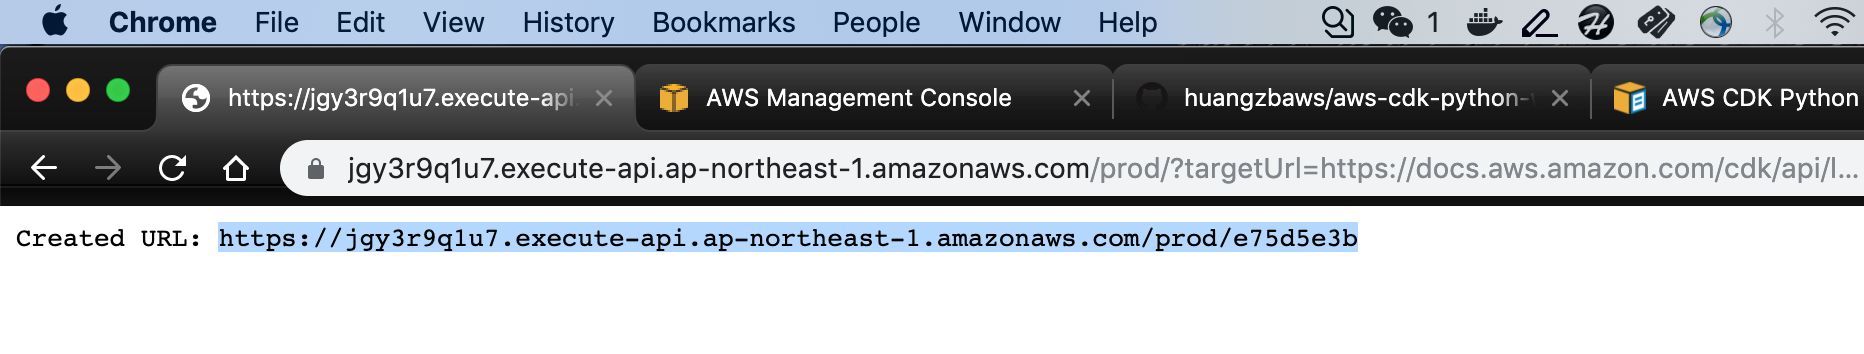 Chrome File Edit View History Bookmarks People Window Help 1
https://jgy3r9q1u7.execute-api. AWS Management Console huangzbaws/aws-cdk-python- AWS CDK Python
jgy3r9q1u7.execute-api.ap-northeast-1.amazonaws.com/prod/?targetUrl=https://docs.aws.amazon.com/cdk/api/l...
Created URL: https://jgy3r9q1u7.execute-api.ap-northeast-1.amazonaws.com/prod/e75d5e3b